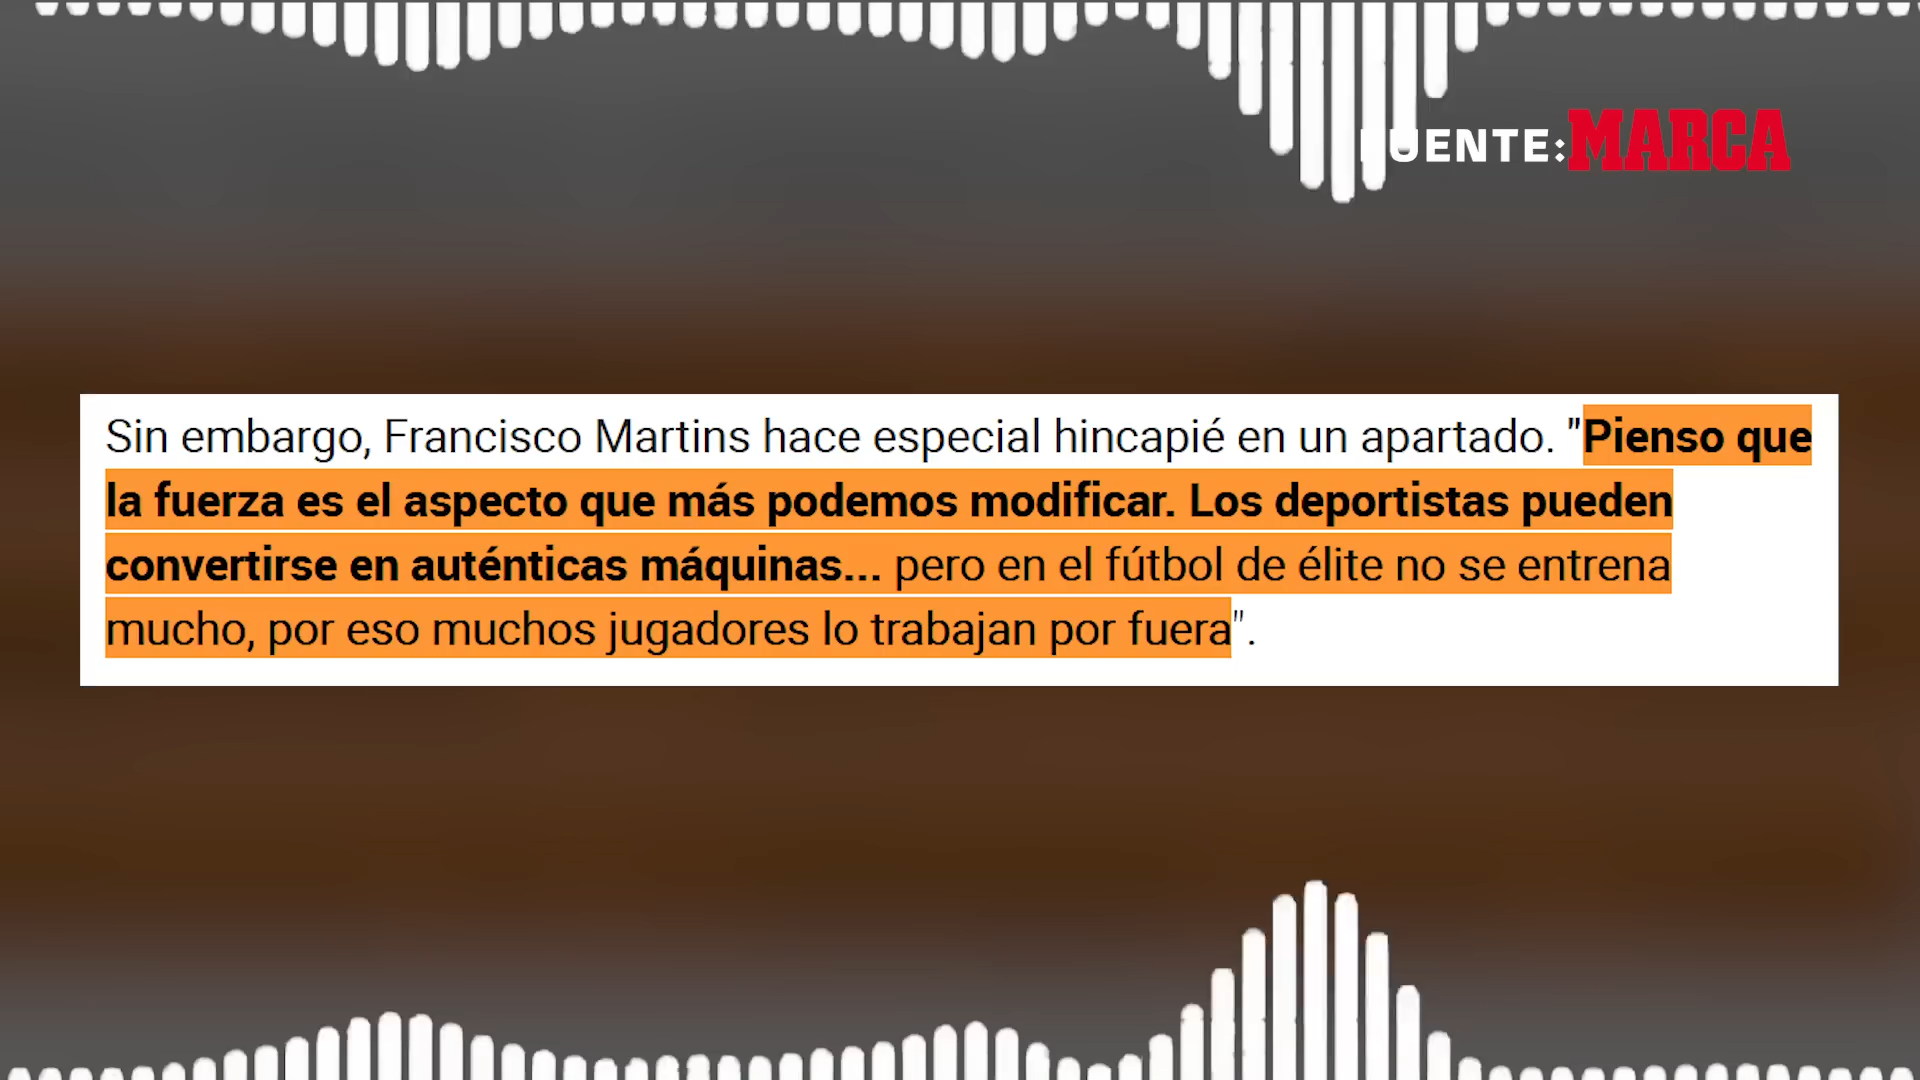 FUENTE: MARCA
Sin embargo, Francisco Martins hace especial hincapié en un apartado. "Pienso que
la fuerza es el aspecto que más podemos modificar. Los deportistas pueden
convertirse en auténticas máquinas... pero en el fútbol de élite no se entrena
mucho, por eso muchos jugadores lo trabajan por fuera".